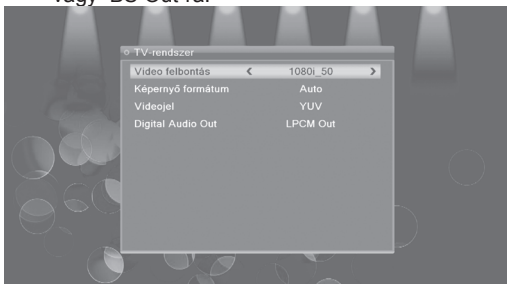 TV-rendszer
Video felbontás 1080i_50
Képernyő formátum Auto
Videojel YUV
Digital Audio Out LPCM Out